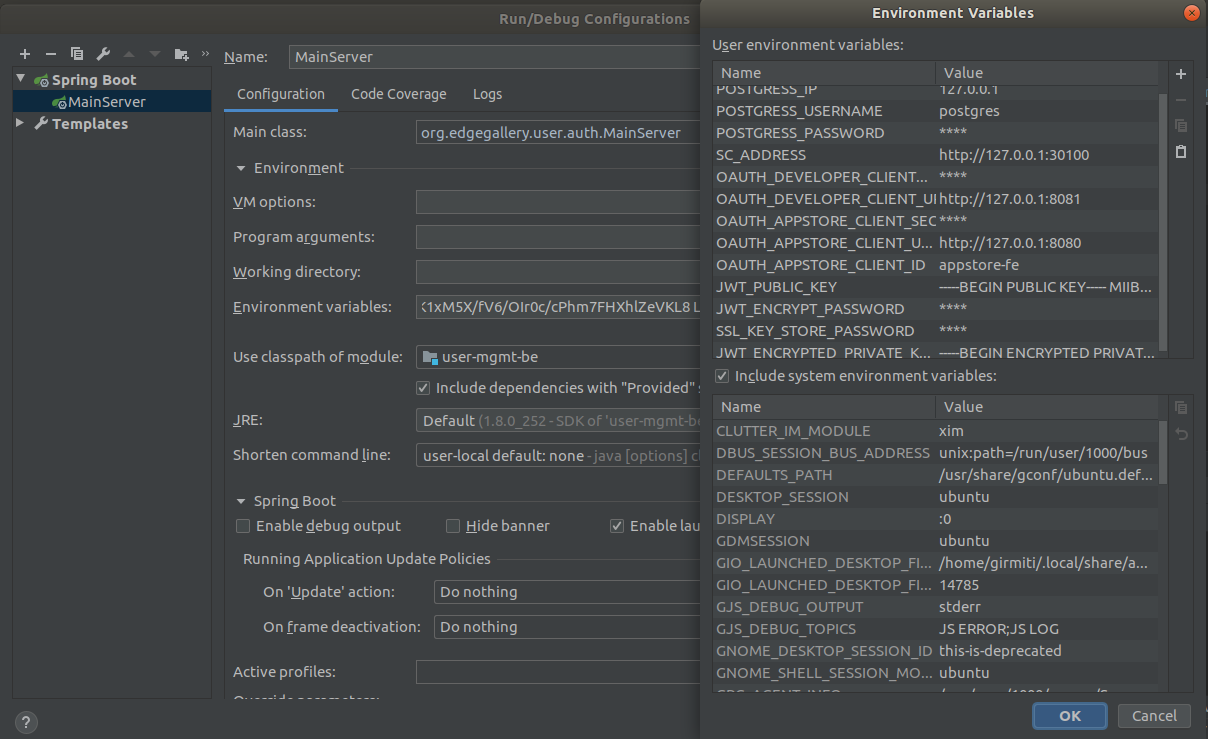 Run/Debug Configurations
Name: MainServer
Spring Boot
MainServer
Templates
Configuration Code Coverage Logs
Main class: org.edgegallery.user.auth.MainServer
Environment
VM options:
Program arguments:
Working directory:
Environment variables: K1xM5X/fV6/OIr0c/cPhm7FHXhlZeVKL8 L
Use classpath of module: user-mgmt-be
Include dependencies with "Provided" s
JRE: Default (1.8.0_252 - SDK of 'user-mgmt-be
Shorten command line: user-local default: none - java [options] cl
Spring Boot
Enable debug output Hide banner Enable lau
Running Application Update Policies
On 'Update' action: Do nothing
On frame deactivation: Do nothing
Active profiles:
Override parameters:
?
Environment Variables
User environment variables:
Name Value
POSTGRESS_IP 127.0.0.1
POSTGRESS_USERNAME postgres
POSTGRESS_PASSWORD ****
SC_ADDRESS http://127.0.0.1:30100
OAUTH_DEVELOPER_CLIENT... ****
OAUTH_DEVELOPER_CLIENT_UI http://127.0.0.1:8081
OAUTH_APPSTORE_CLIENT_SEC ****
OAUTH_APPSTORE_CLIENT_U... http://127.0.0.1:8080
OAUTH_APPSTORE_CLIENT_ID appstore-fe
JWT_PUBLIC_KEY -----BEGIN PUBLIC KEY----- MIIB...
JWT_ENCRYPT_PASSWORD ****
SSL_KEY_STORE_PASSWORD ****
JWT_ENCRYPTED_PRIVATE_K... -----BEGIN ENCRYPTED PRIVAT...
Include system environment variables:
Name Value
CLUTTER_IM_MODULE xim
DBUS_SESSION_BUS_ADDRESS unix:path=/run/user/1000/bus
DEFAULTS_PATH /usr/share/gconf/ubuntu.def...
DESKTOP_SESSION ubuntu
DISPLAY :0
GDMSESSION ubuntu
GIO_LAUNCHED_DESKTOP_FI... /home/girmiti/.local/share/a...
GIO_LAUNCHED_DESKTOP_FI... 14785
GJS_DEBUG_OUTPUT stderr
GJS_DEBUG_TOPICS JS ERROR;JS LOG
GNOME_DESKTOP_SESSION_ID this-is-deprecated
GNOME_SHELL_SESSION_MO... ubuntu
OK Cancel